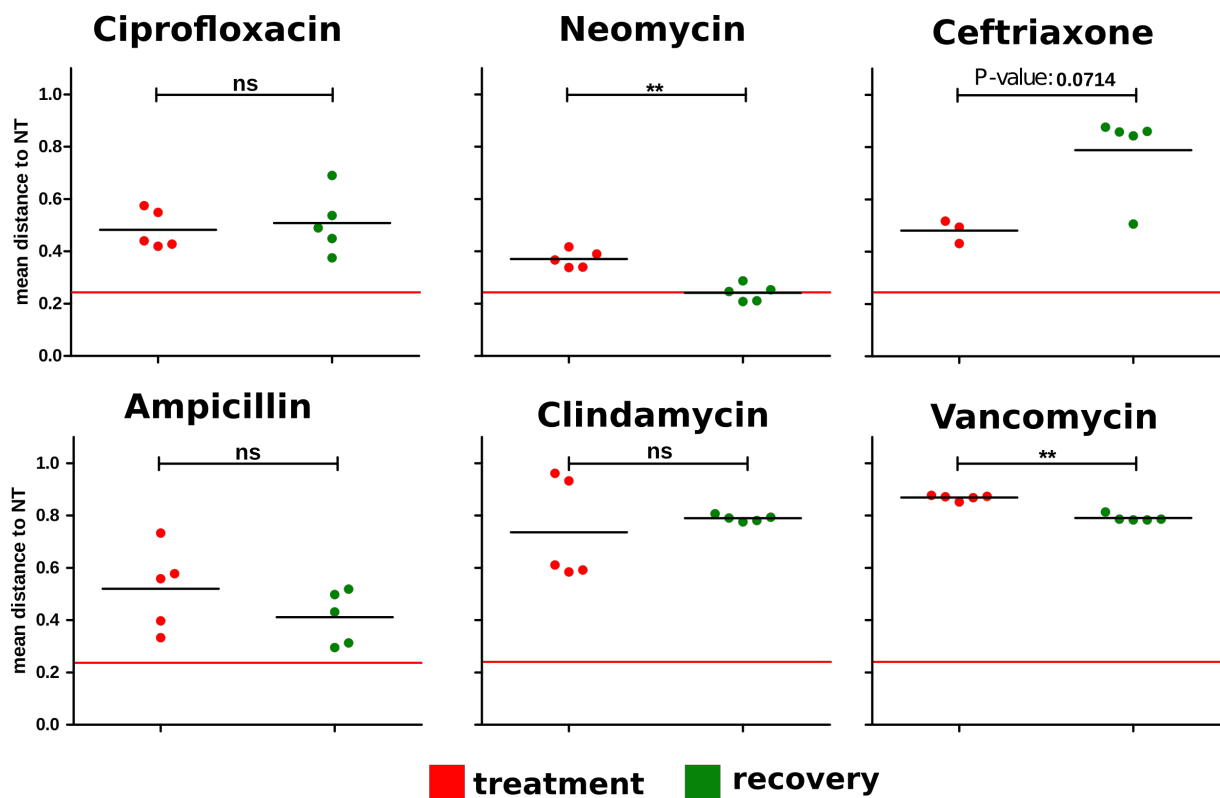 Ciprofloxacin
Neomycin
Ceftriaxone
mean distance to NT
1.0
0.8
0.6
0.4
0.2
0.0
ns
**
P-value: 0.0714
Ampicillin
Clindamycin
Vancomycin
mean distance to NT
1.0
0.8
0.6
0.4
0.2
0.0
ns
ns
**
treatment
recovery